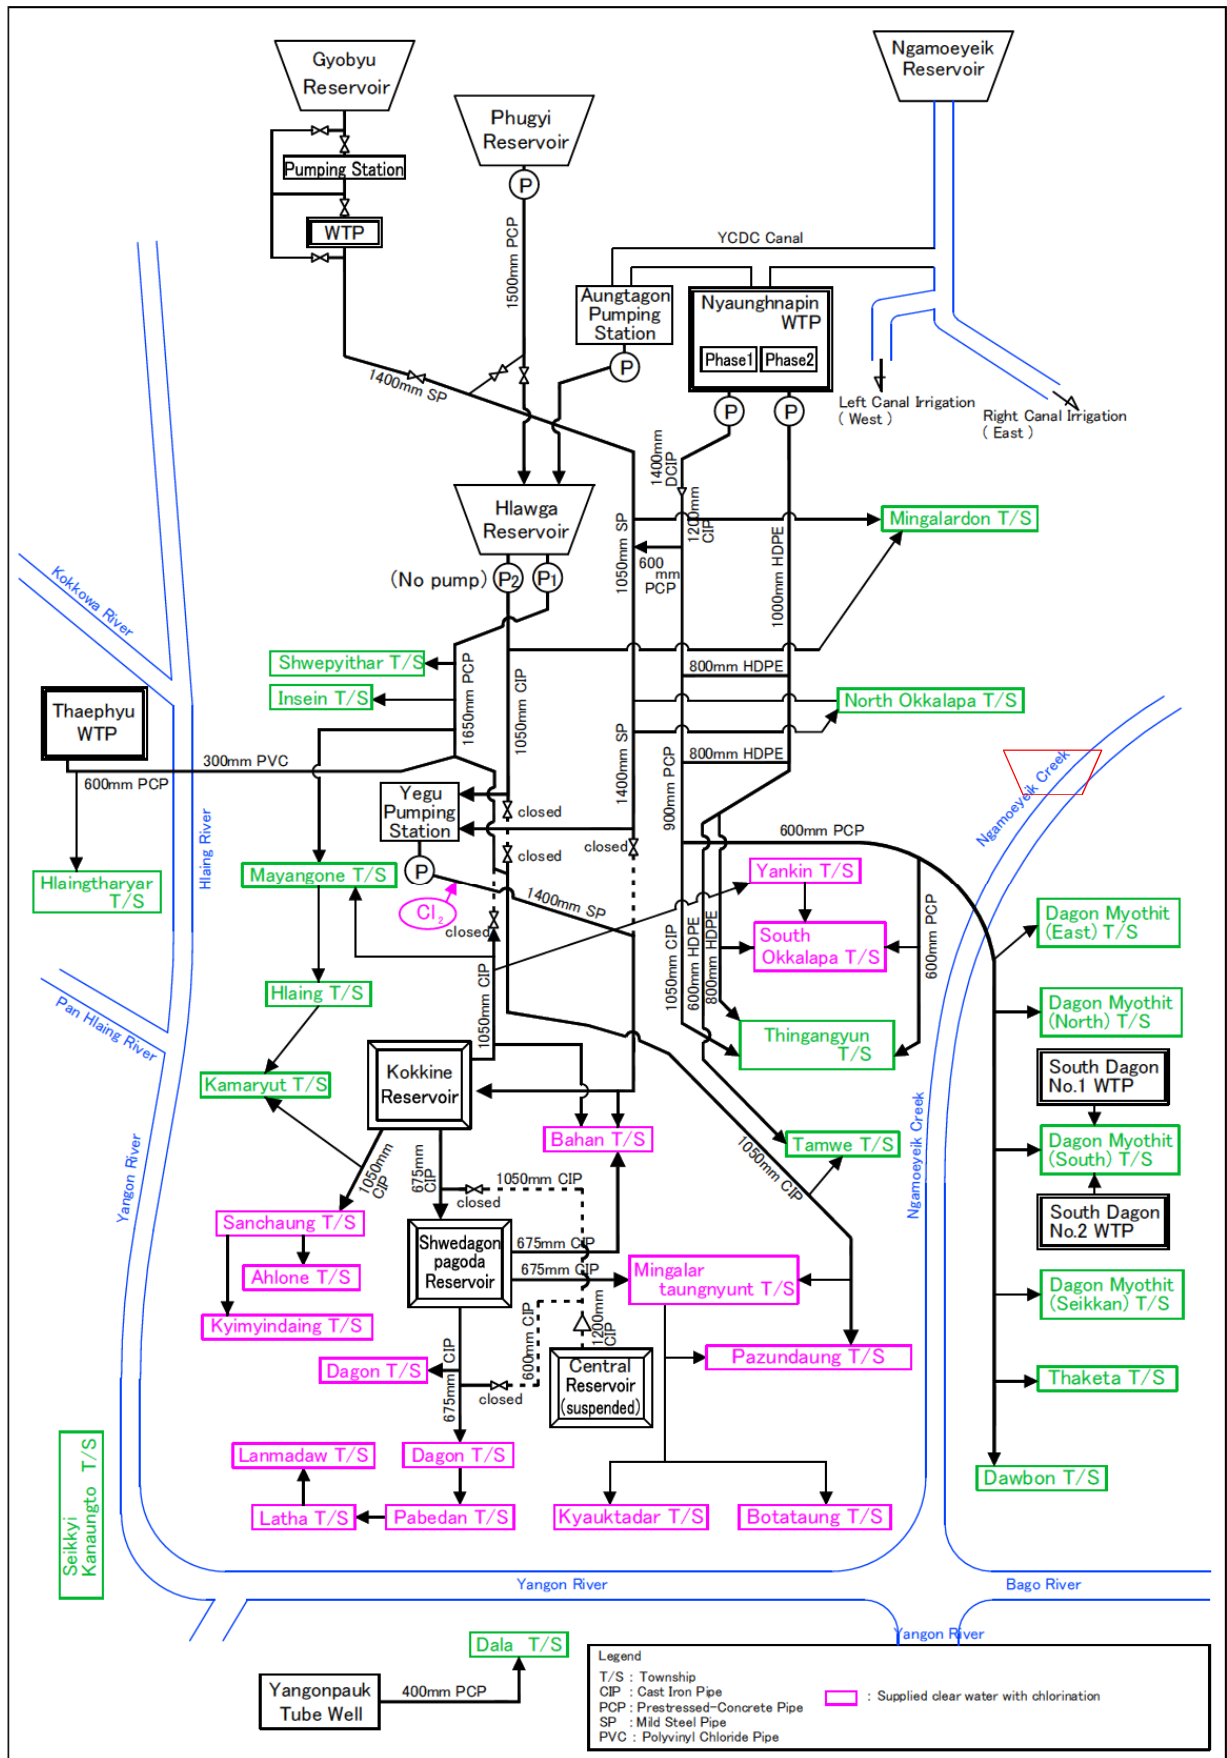 Gyobyu
Reservoir
Ngamoeyeik
Reservoir
Phugyi
Reservoir
Pumping Station
P
WTP
YCDC Canal
1500mm PCP
Aungtagon
Pumping
Station
Nyaunghnapin
WTP
Phase1
Phase2
P
1400mm SP
P
P
Left Canal Irrigation
( West )
Right Canal Irrigation
( East )
1400mm
DCIP
Hlawga
Reservoir
1200mm
CIP
1050mm SP
Mingalardon T/S
600
mm
PCP
1000mm HDPE
(No pump)
P2
P1
Kokkowa River
Shwepyithar T/S
Insein T/S
1650mm PCP
1050mm CIP
800mm HDPE
North Okkalapa T/S
Thaephyu
WTP
300mm PVC
600mm PCP
1400mm SP
900mm PCP
800mm HDPE
Yegu
Pumping
Station
closed
closed
closed
Ngamoeyeik Creek
600mm PCP
Hlaing River
P
Mayangone T/S
Yankin T/S
Hlaingtharyar
T/S
Cl2
closed
1400mm SP
South
Okkalapa T/S
600mm PCP
Dagon Myothit
(East) T/S
1050mm CIP
1050mm CIP
600mm HDPE
800mm HDPE
Hlaing T/S
Pan Hlaing River
Thingangyun
T/S
Dagon Myothit
(North) T/S
Kokkine
Reservoir
Kamaryut T/S
South Dagon
No.1 WTP
Bahan T/S
Tamwe T/S
Dagon Myothit
(South) T/S
1050mm
CIP
675mm
CIP
1050mm CIP
closed
1050mm CIP
Ngamoeyeik Creek
Yangon River
Sanchaung T/S
South Dagon
No.2 WTP
Shwedagon
pagoda
Reservoir
675mm CIP
675mm CIP
Ahlone T/S
Mingalar
taungnyunt T/S
Dagon Myothit
(Seikkan) T/S
Kyimyindaing T/S
1200mm
CIP
600mm CIP
Dagon T/S
675mm CIP
closed
Central
Reservoir
(suspended)
Pazundaung T/S
Thaketa T/S
Seikkyi
Kanaungto T/S
Lanmadaw T/S
Dagon T/S
Dawbon T/S
Latha T/S
Pabedan T/S
Kyauktadar T/S
Botataung T/S
Yangon River
Bago River
Yangon River
Dala T/S
Yangonpauk
Tube Well
400mm PCP
Legend
T/S : Township
CIP : Cast Iron Pipe
PCP : Prestressed-Concrete Pipe
SP : Mild Steel Pipe
PVC : Polyvinyl Chloride Pipe
: Supplied clear water with chlorination